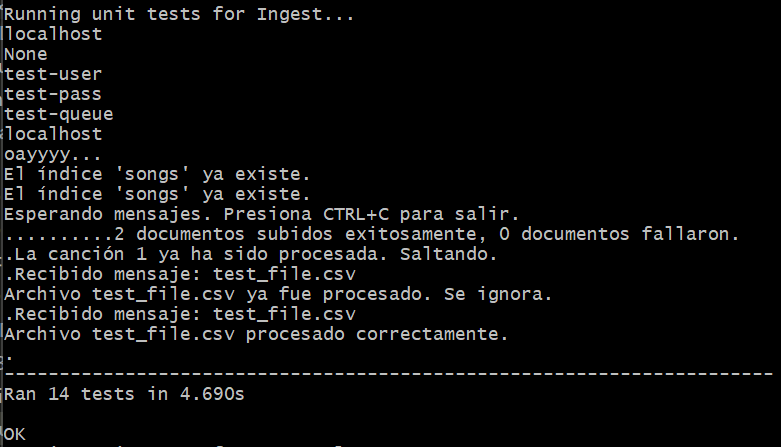 Running unit tests for Ingest...
localhost
None
test-user
test-pass
test-queue
localhost
oayyyy...
El índice 'songs' ya existe.
El índice 'songs' ya existe.
Esperando mensajes. Presiona CTRL+C para salir.
..........2 documentos subidos exitosamente, 0 documentos fallaron.
.La canción 1 ya ha sido procesada. Saltando.
.Recibido mensaje: test_file.csv
Archivo test_file.csv ya fue procesado. Se ignora.
.Recibido mensaje: test_file.csv
Archivo test_file.csv procesado correctamente.
.
----------------------------------------------------------------------
Ran 14 tests in 4.690s
OK